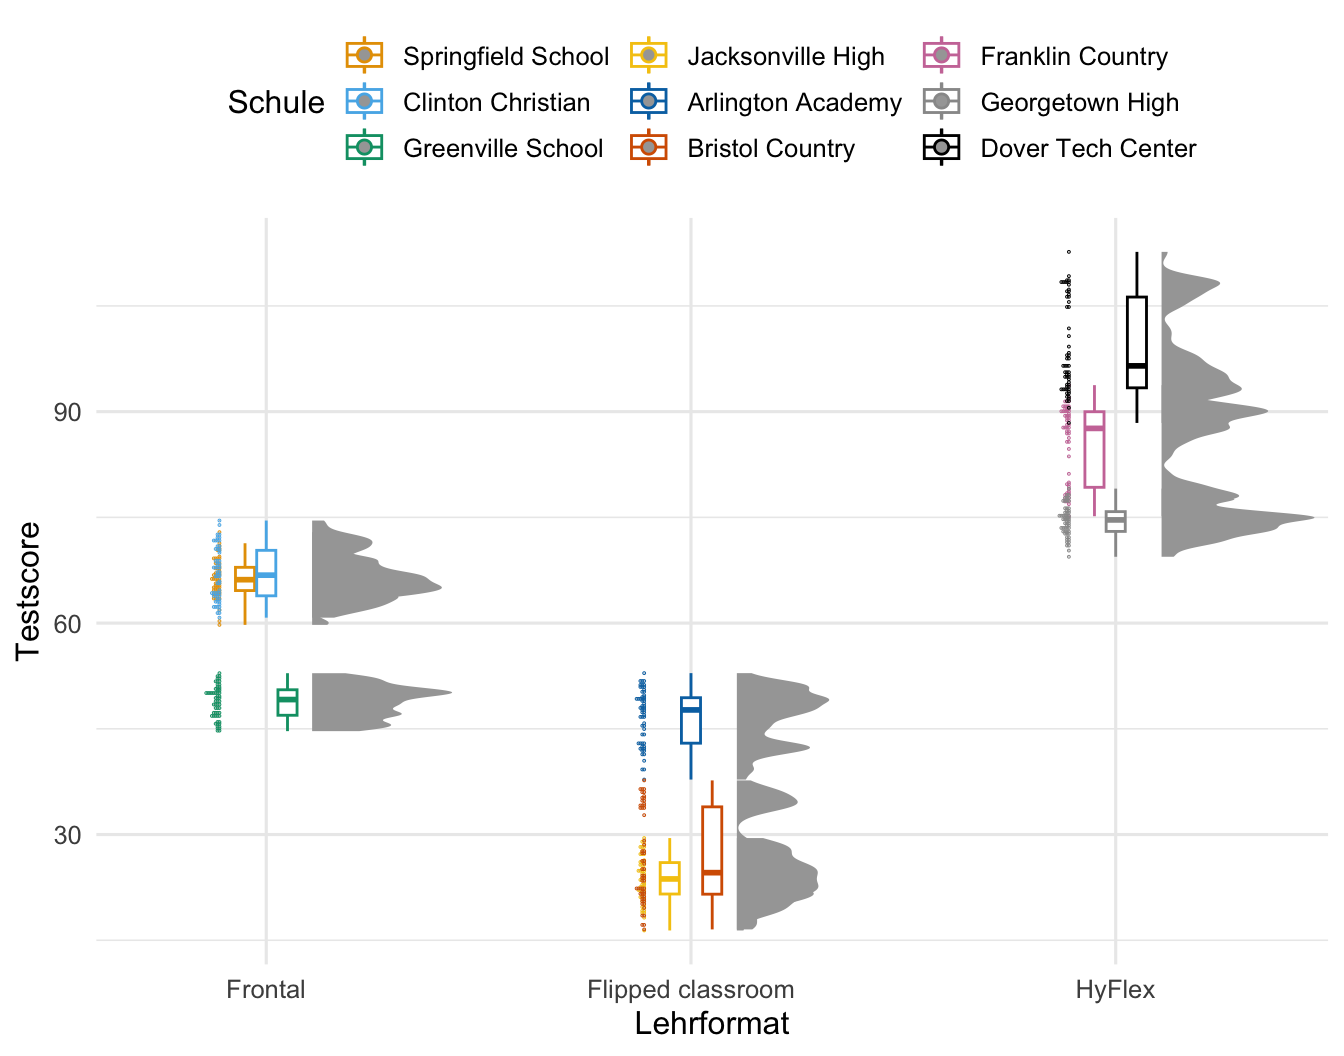 Schule
Springfield School
Jacksonville High
Franklin Country
Clinton Christian
Arlington Academy
Georgetown High
Greenville School
Bristol Country
Dover Tech Center
Testscore
90
60
30
Frontal
Flipped classroom
HyFlex
Lehrformat